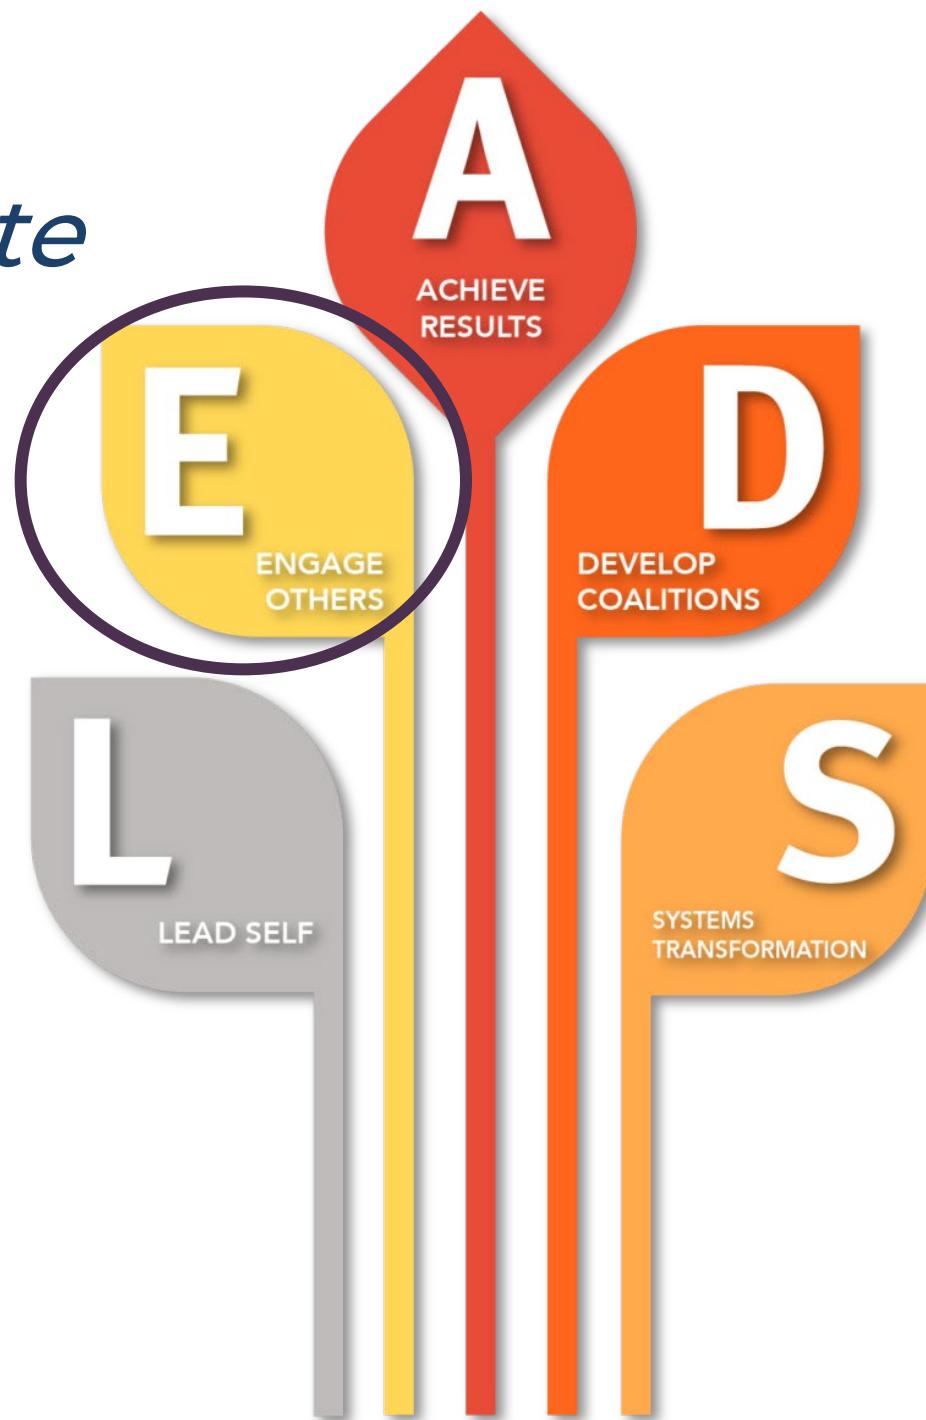 te
A
ACHIEVE
RESULTS
E
ENGAGE
OTHERS
D
DEVELOP
COALITIONS
L
LEAD SELF
S
SYSTEMS
TRANSFORMATION